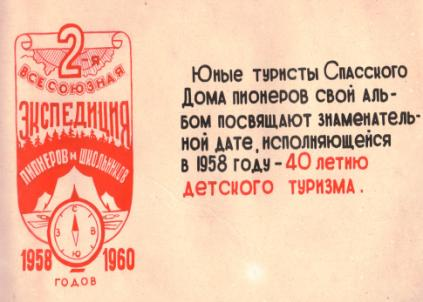 2-я
ВСЕСОЮЗНАЯ
ЭКСПЕДИЦИЯ
ПИОНЕРОВ и ШКОЛЬНИКОВ
С
З В
Ю
1958 1960
ГОДОВ
Юные туристы Спасского
Дома пионеров свой аль-
бом посвящают знаменатель-
ной дате, исполняющейся
в 1958 году - 40 летию
детского туризма.